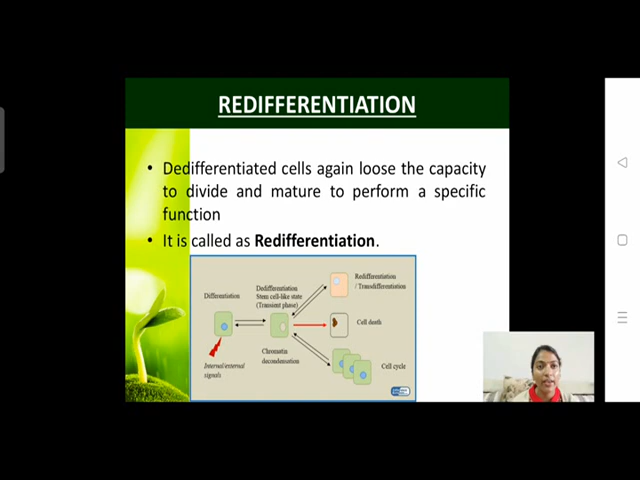 REDIFFERENTIATION
• Dedifferentiated cells again loose the capacity
to divide and mature to perform a specific
function
• It is called as Redifferentiation.
Redifferentiation
/ Transdifferentiation
Dedifferentiation
Stem cell-like state
(Transient phase)
Differentiation
Cell death
Chromatin
decondensation
Internal/external
signals
Cell cycle